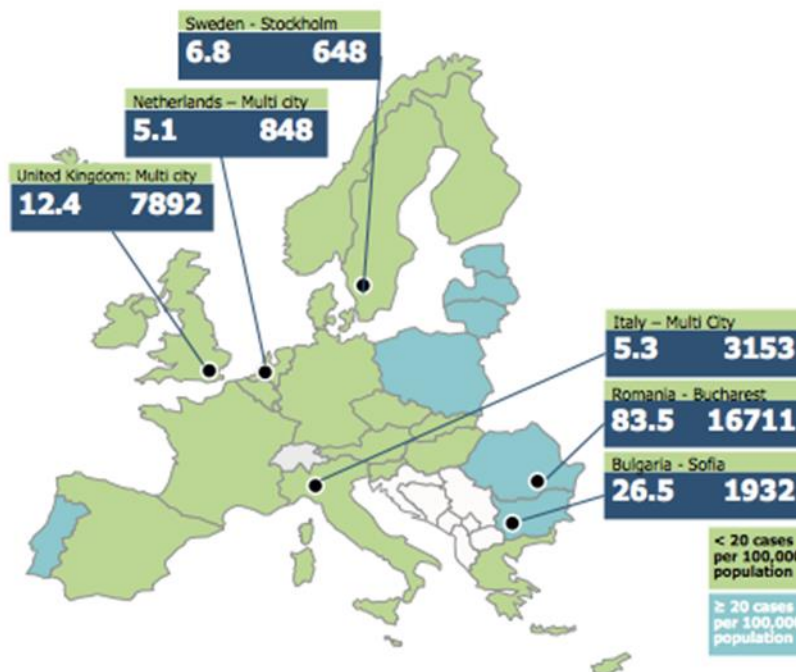 Sweden - Stockholm
6.8 648
Netherlands – Multi city
5.1 848
United Kingdom: Multi city
12.4 7892
Italy – Multi City
5.3 3153
Romania - Bucharest
83.5 16711
Bulgaria - Sofia
26.5 1932
< 20 cases
per 100,000
population
≥ 20 cases
per 100,000
population